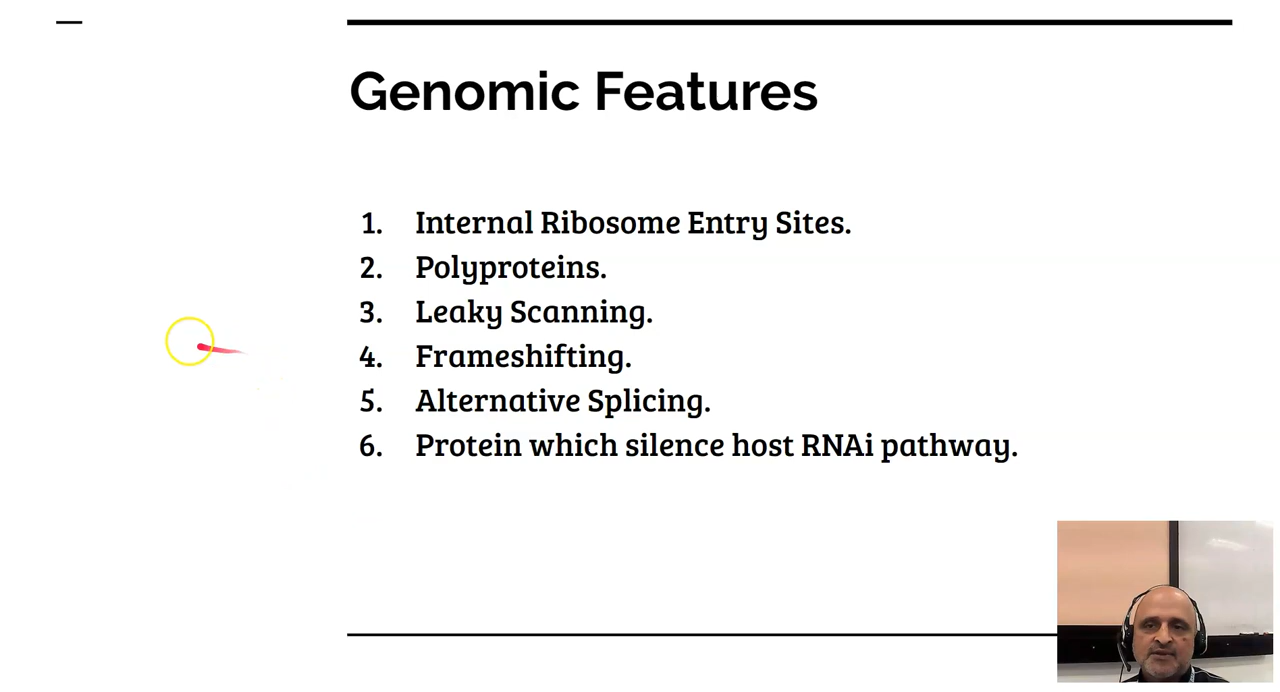 Genomic Features
1. Internal Ribosome Entry Sites.
2. Polyproteins.
3. Leaky Scanning.
4. Frameshifting.
5. Alternative Splicing.
6. Protein which silence host RNAi pathway.